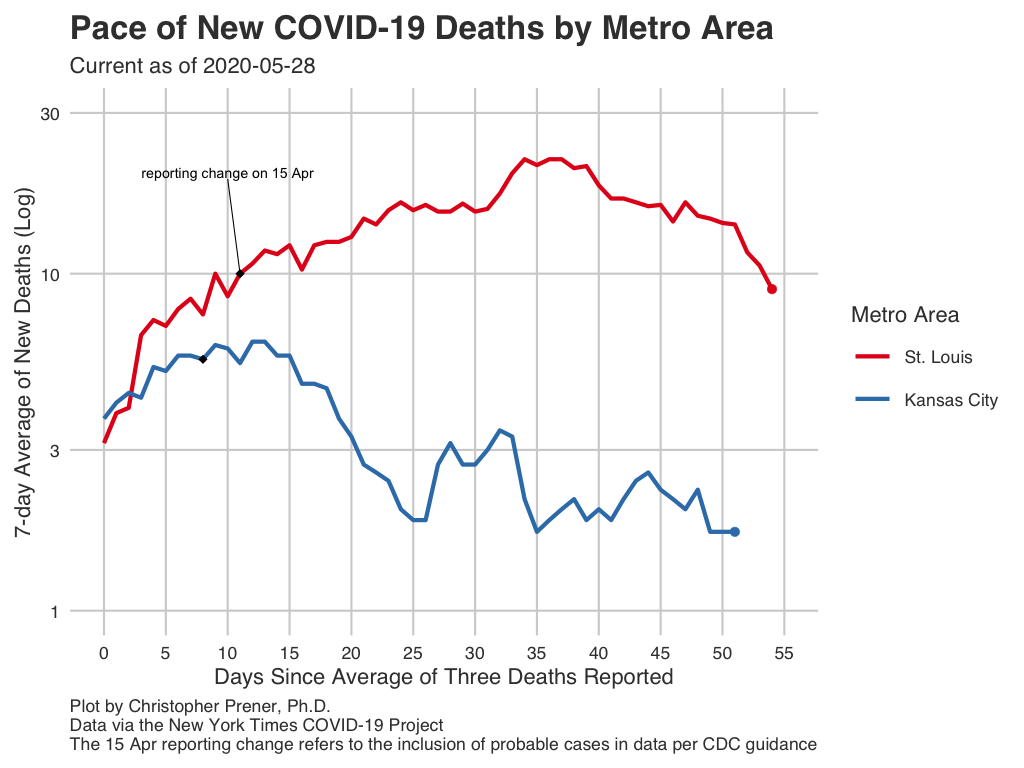 Pace of New COVID-19 Deaths by Metro Area
Current as of 2020-05-28
7-day Average of New Deaths (Log)
30
10
3
1
reporting change on 15 Apr
0 5 10 15 20 25 30 35 40 45 50 55
Days Since Average of Three Deaths Reported
Metro Area
St. Louis
Kansas City
Plot by Christopher Prener, Ph.D.
Data via the New York Times COVID-19 Project
The 15 Apr reporting change refers to the inclusion of probable cases in data per CDC guidance